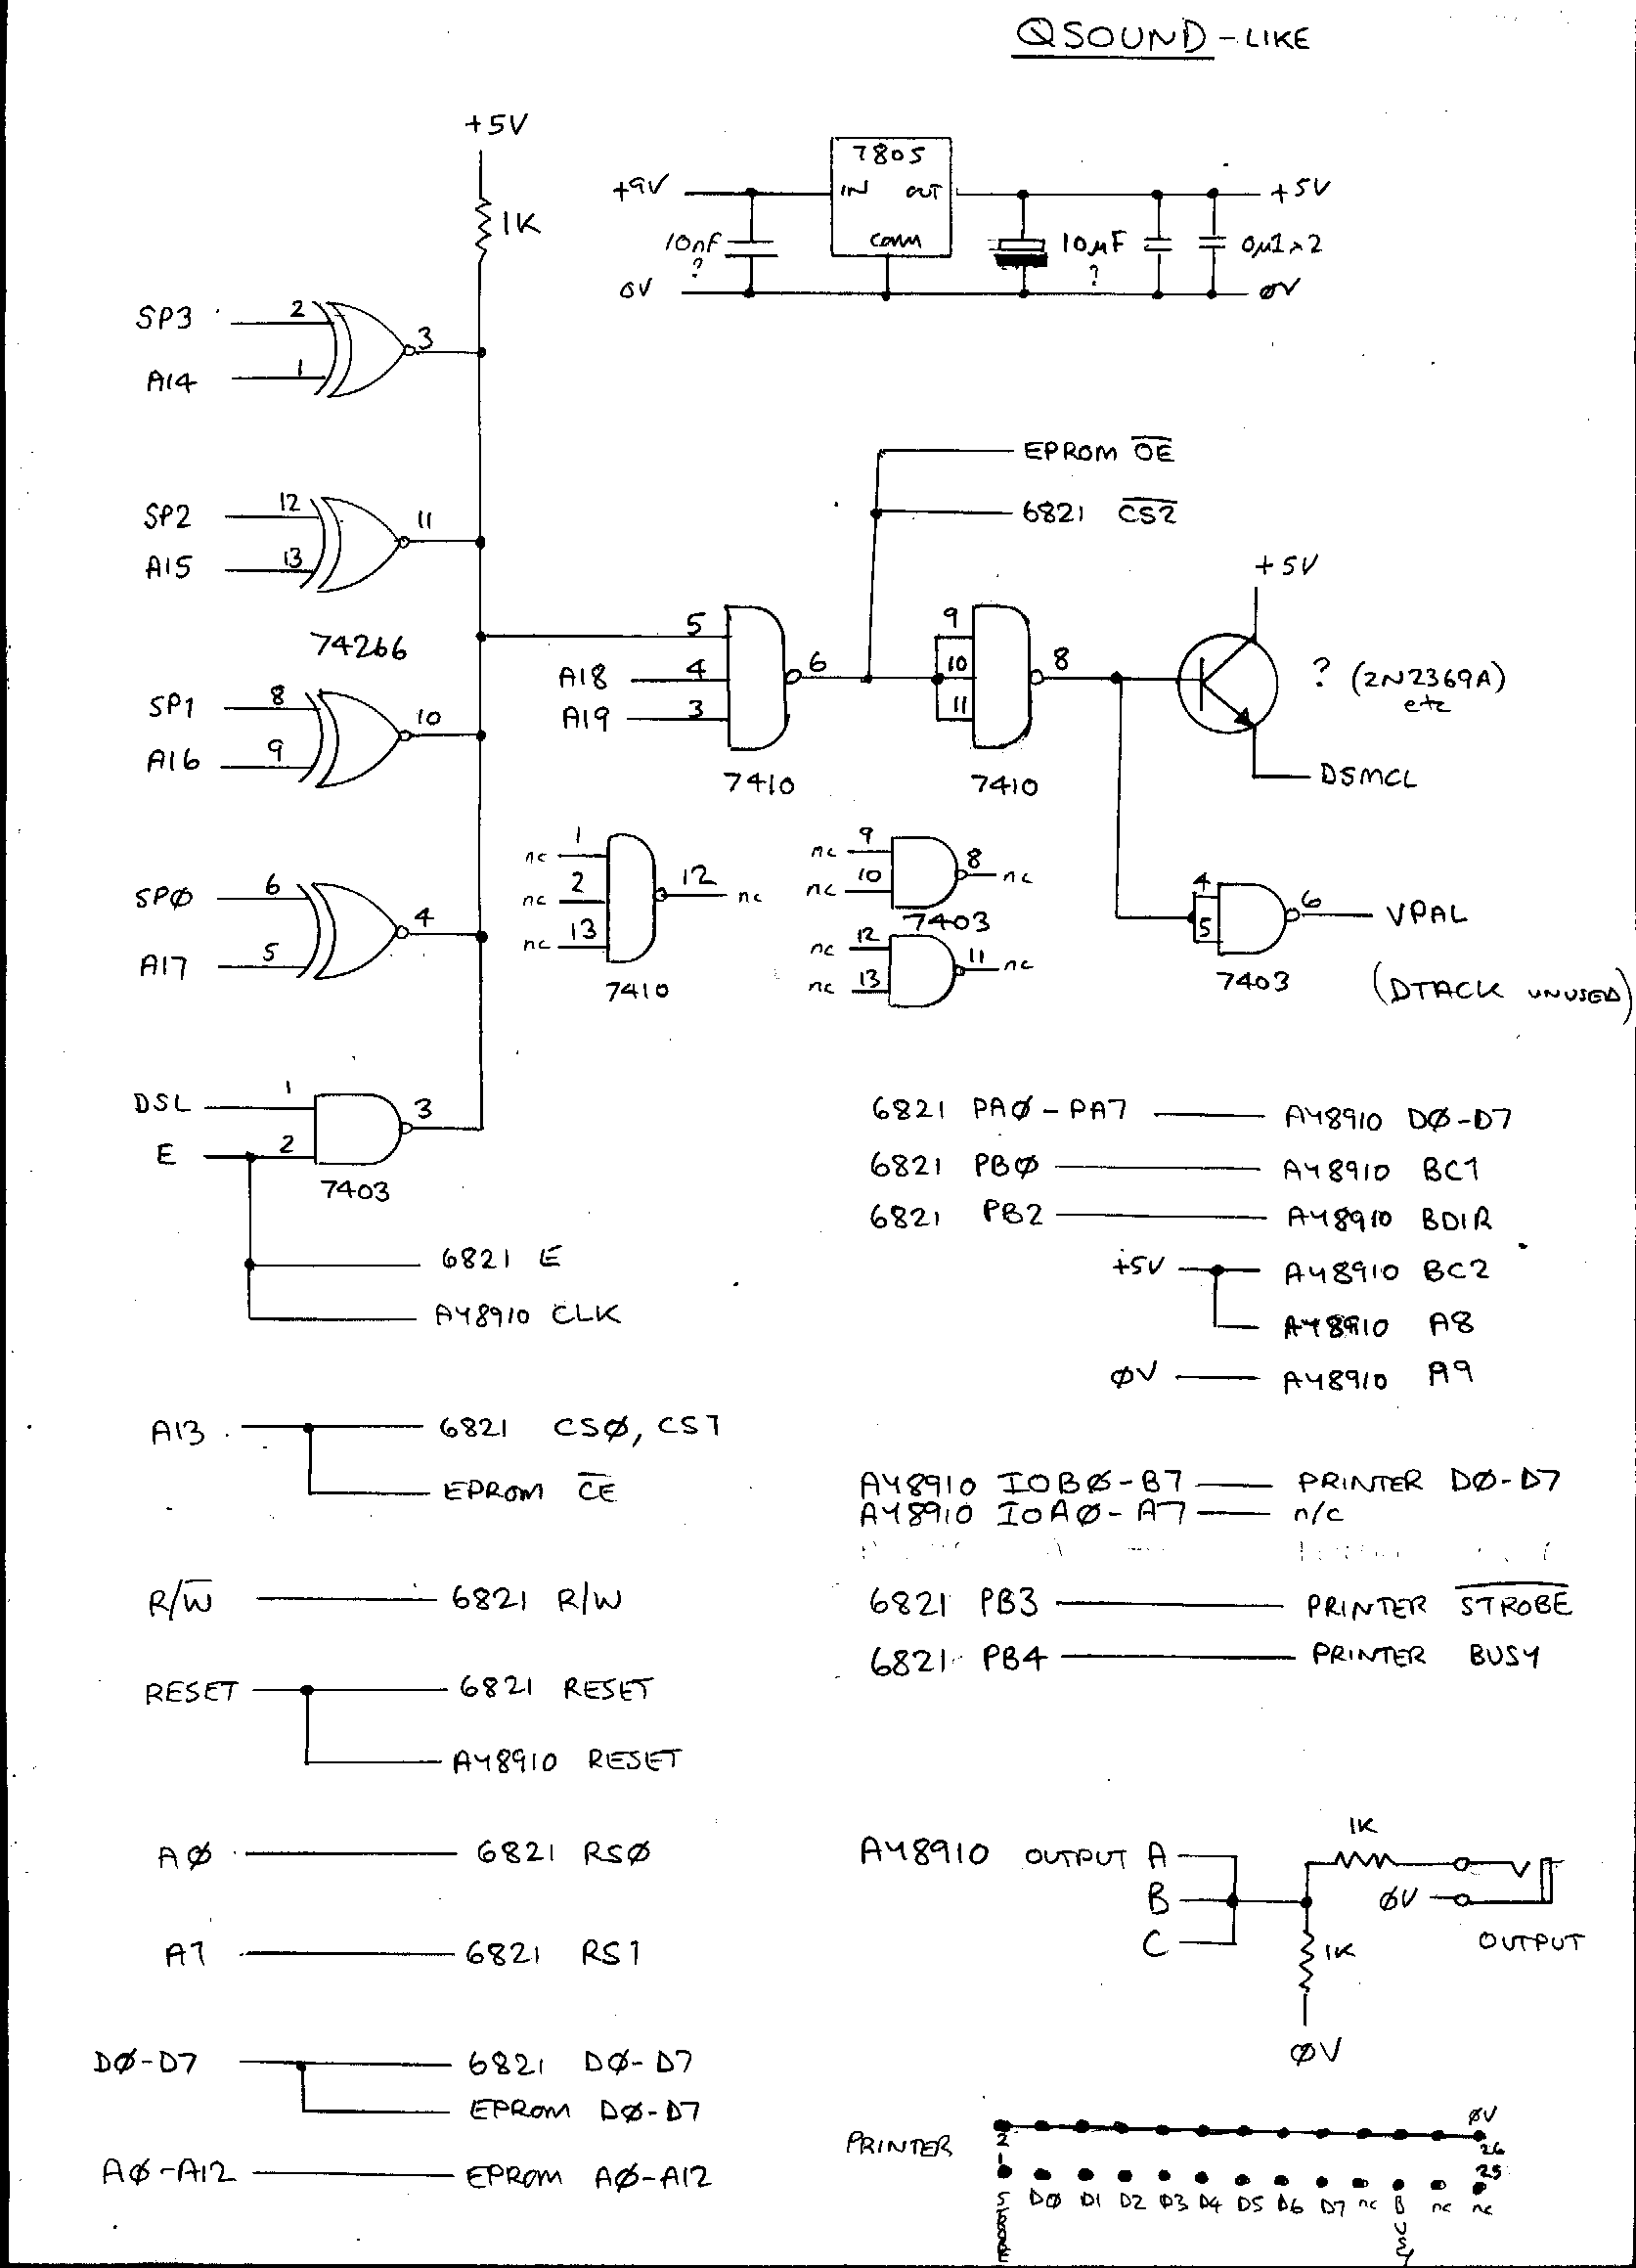 QSOUND - LIKE
+5V
1K
+9V
7805
IN OUT
COMM
+5V
10nF
?
10µF
?
0µ1 x 2
0V
ØV
SP3 2
3
A14 1
EPROM OE
6821 CS2
SP2 12
11
A15 13
+5V
74266
5
A18 4
6
A19 3
7410
9
10
11
8
7410
? (2N2369A)
etc
DSMCL
SP1 8
10
A16 9
nc 1
nc 2
12 nc
nc 13
7410
nc 9
8 nc
nc 10
7403
nc 12
11 nc
nc 13
4
5
6
VPAL
7403
(DTACK UNUSED)
SPØ 6
4
A17 5
DSL 1
3
E 2
7403
6821 E
AY8910 CLK
6821 PAØ-PA7 AY8910 DØ-D7
6821 PBØ AY8910 BC1
6821 PB2 AY8910 BDIR
+5V AY8910 BC2
AY8910 A8
ØV AY8910 A9
A13 6821 CSØ, CS1
EPROM CE
AY8910 IOBØ-B7 PRINTER DØ-D7
AY8910 IOAØ-A7 n/c
R/W 6821 R/W
6821 PB3 PRINTER STROBE
6821 PB4 PRINTER BUSY
RESET 6821 RESET
AY8910 RESET
AØ 6821 RSØ
A1 6821 RS1
AY8910 OUTPUT A
B
C
1K
ØV
1K
OUTPUT
ØV
DØ-D7 6821 DØ-D7
EPROM DØ-D7
AØ-A12 EPROM AØ-A12
PRINTER
ØV
2
26
1
25
STROBE DØ D1 D2 D3 D4 D5 D6 D7 nc BUSY nc nc